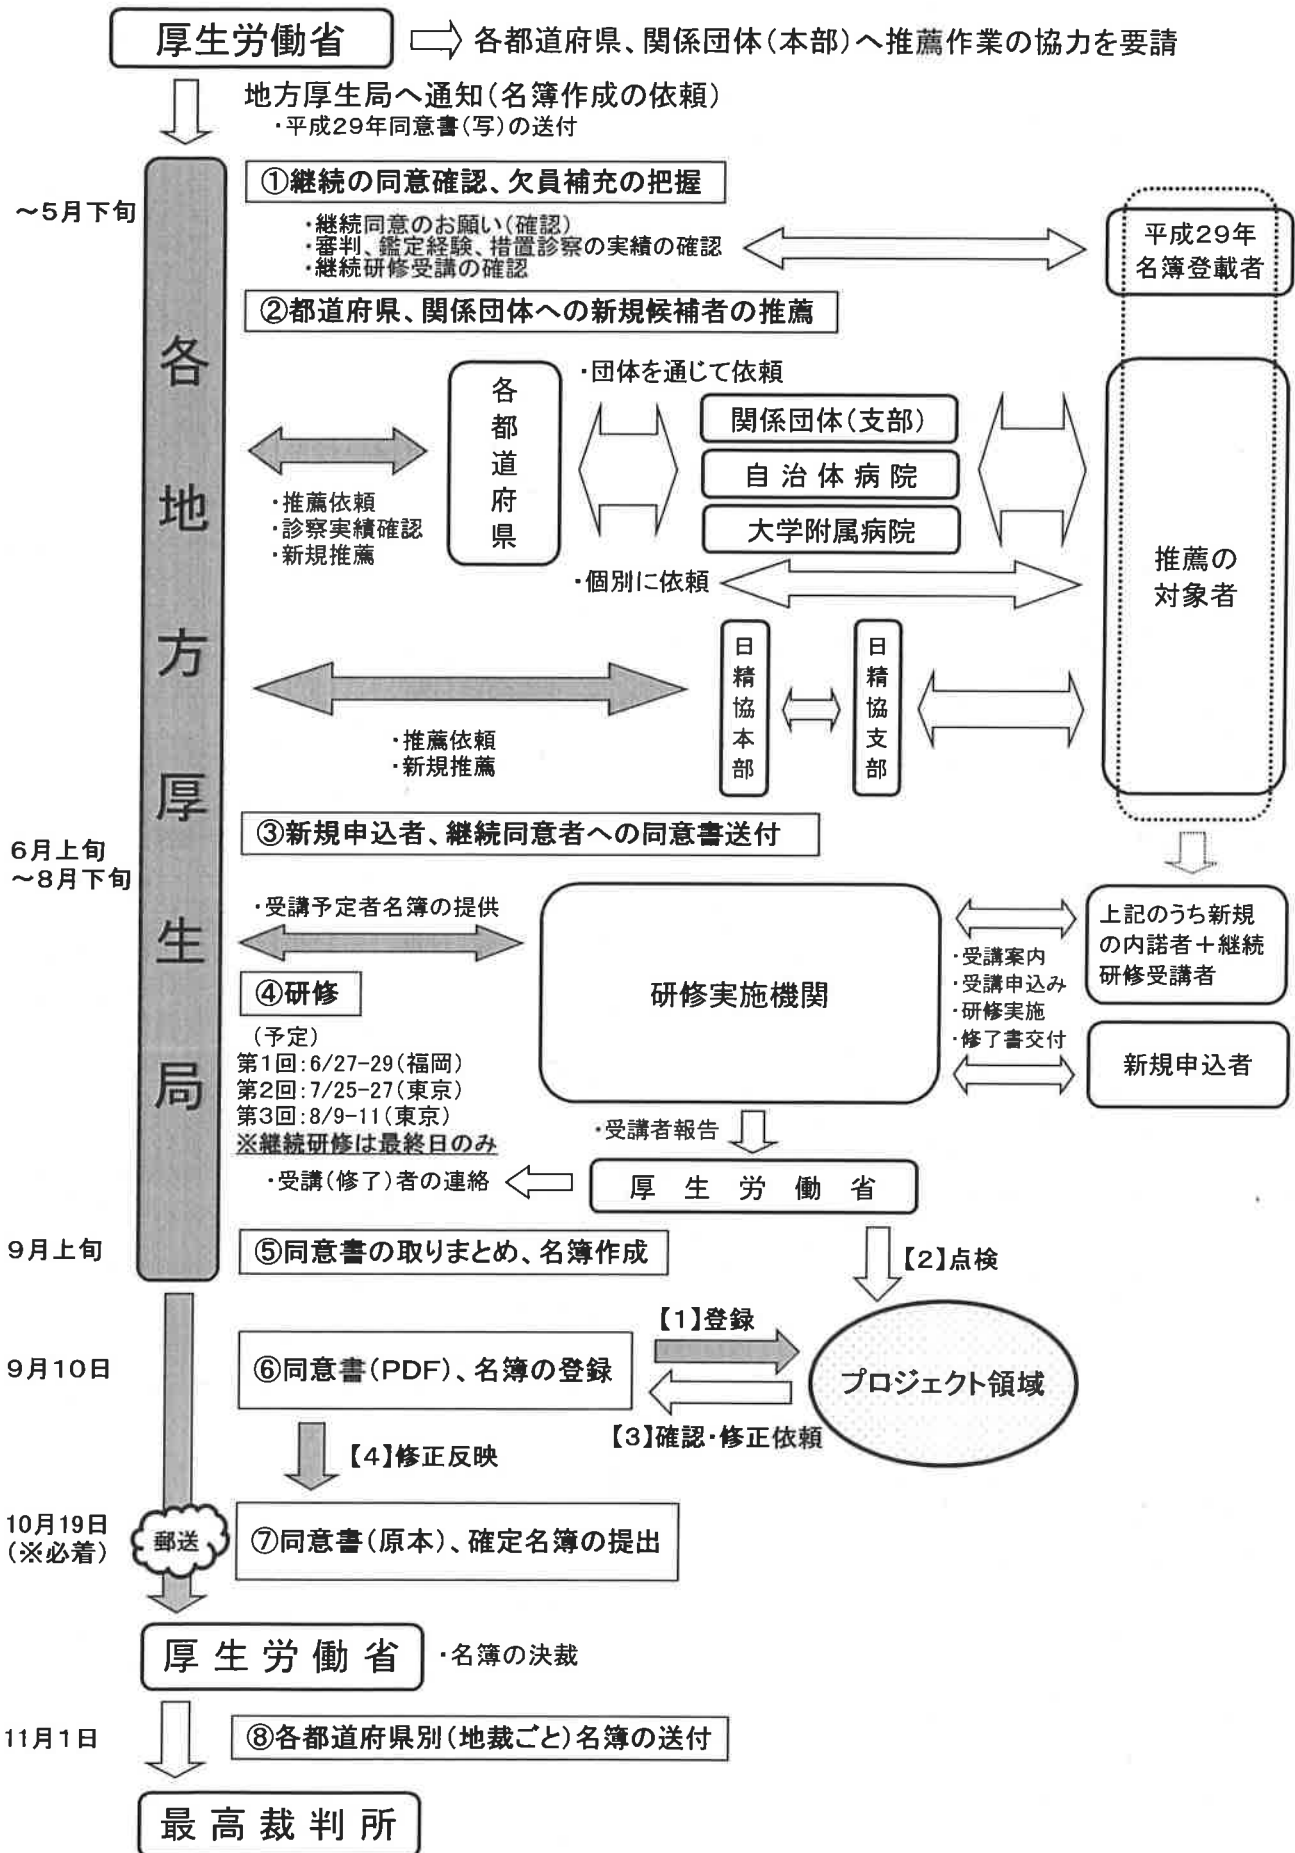 厚生労働省
各都道府県、関係団体(本部)へ推薦作業の協力を要請
地方厚生局へ通知(名簿作成の依頼)
・平成29年同意書(写)の送付
各地方厚生局
~5月下旬
①継続の同意確認、欠員補充の把握
・継続同意のお願い(確認)
・審判、鑑定経験、措置診察の実績の確認
・継続研修受講の確認
平成29年
名簿登載者
②都道府県、関係団体への新規候補者の推薦
・団体を通じて依頼
各都道府県
関係団体(支部)
自治体病院
大学附属病院
・推薦依頼
・診察実績確認
・新規推薦
・個別に依頼
推薦の
対象者
日精協本部
日精協支部
・推薦依頼
・新規推薦
③新規申込者、継続同意者への同意書送付
6月上旬
~8月下旬
・受講予定者名簿の提供
研修実施機関
・受講案内
・受講申込み
・研修実施
・修了書交付
上記のうち新規
の内諾者+継続
研修受講者
新規申込者
④研修
(予定)
第1回:6/27-29(福岡)
第2回:7/25-27(東京)
第3回:8/9-11(東京)
※継続研修は最終日のみ
・受講者報告
・受講(修了)者の連絡
厚生労働省
9月上旬
⑤同意書の取りまとめ、名簿作成
【2】点検
【1】登録
9月10日
⑥同意書(PDF)、名簿の登録
プロジェクト領域
【3】確認・修正依頼
【4】修正反映
10月19日
(※必着)
郵送
⑦同意書(原本)、確定名簿の提出
厚生労働省
・名簿の決裁
11月1日
⑧各都道府県別(地裁ごと)名簿の送付
最高裁判所